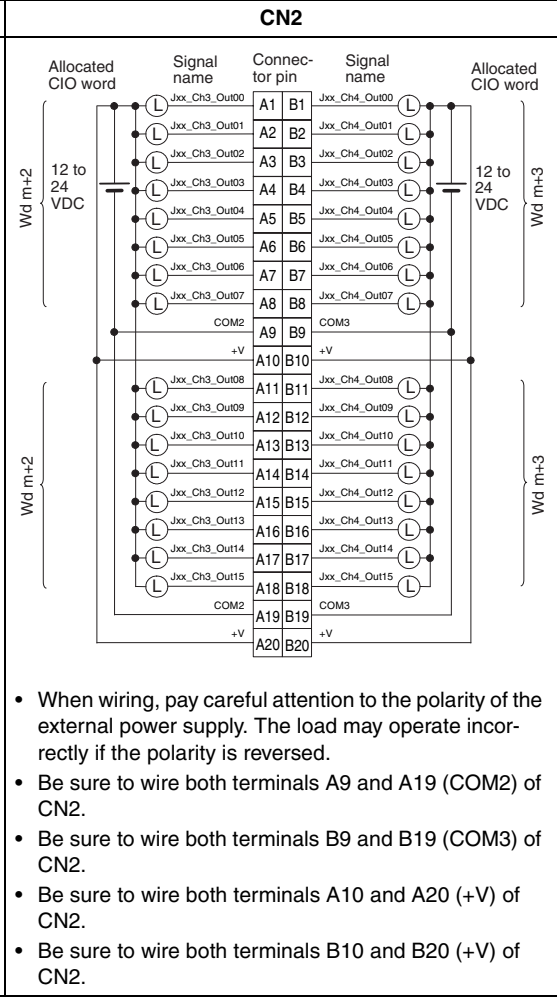 CN2
Allocated CIO word
Signal name
Connec-tor pin
Signal name
Allocated CIO word
Jxx_Ch3_Out00 A1 B1 Jxx_Ch4_Out00
L L
Jxx_Ch3_Out01 A2 B2 Jxx_Ch4_Out01
L L
Jxx_Ch3_Out02 A3 B3 Jxx_Ch4_Out02
L L
Wd m+2
12 to 24 VDC
12 to 24 VDC
Wd m+3
Jxx_Ch3_Out03 A4 B4 Jxx_Ch4_Out03
L L
Jxx_Ch3_Out04 A5 B5 Jxx_Ch4_Out04
L L
Jxx_Ch3_Out05 A6 B6 Jxx_Ch4_Out05
L L
Jxx_Ch3_Out06 A7 B7 Jxx_Ch4_Out06
L L
Jxx_Ch3_Out07 A8 B8 Jxx_Ch4_Out07
L L
COM2 A9 B9 COM3
+V A10 B10 +V
Jxx_Ch3_Out08 A11 B11 Jxx_Ch4_Out08
L L
Jxx_Ch3_Out09 A12 B12 Jxx_Ch4_Out09
L L
Jxx_Ch3_Out10 A13 B13 Jxx_Ch4_Out10
L L
Jxx_Ch3_Out11 A14 B14 Jxx_Ch4_Out11
L L
Wd m+2
Wd m+3
Jxx_Ch3_Out12 A15 B15 Jxx_Ch4_Out12
L L
Jxx_Ch3_Out13 A16 B16 Jxx_Ch4_Out13
L L
Jxx_Ch3_Out14 A17 B17 Jxx_Ch4_Out14
L L
Jxx_Ch3_Out15 A18 B18 Jxx_Ch4_Out15
L L
COM2 A19 B19 COM3
+V A20 B20 +V
• When wiring, pay careful attention to the polarity of the
external power supply. The load may operate incor-
rectly if the polarity is reversed.
• Be sure to wire both terminals A9 and A19 (COM2) of
CN2.
• Be sure to wire both terminals B9 and B19 (COM3) of
CN2.
• Be sure to wire both terminals A10 and A20 (+V) of
CN2.
• Be sure to wire both terminals B10 and B20 (+V) of
CN2.